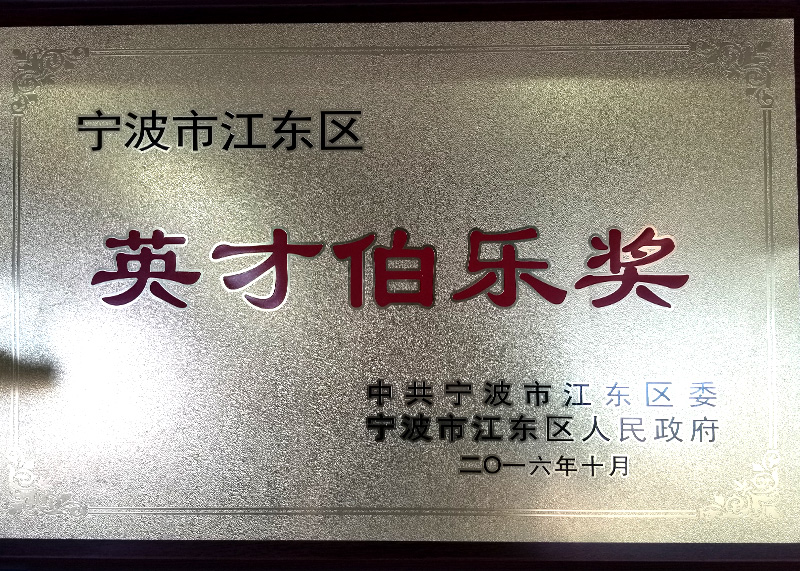 宁波市江东区
英才伯乐奖
中共宁波市江东区委
宁波市江东区人民政府
二〇一六年十月